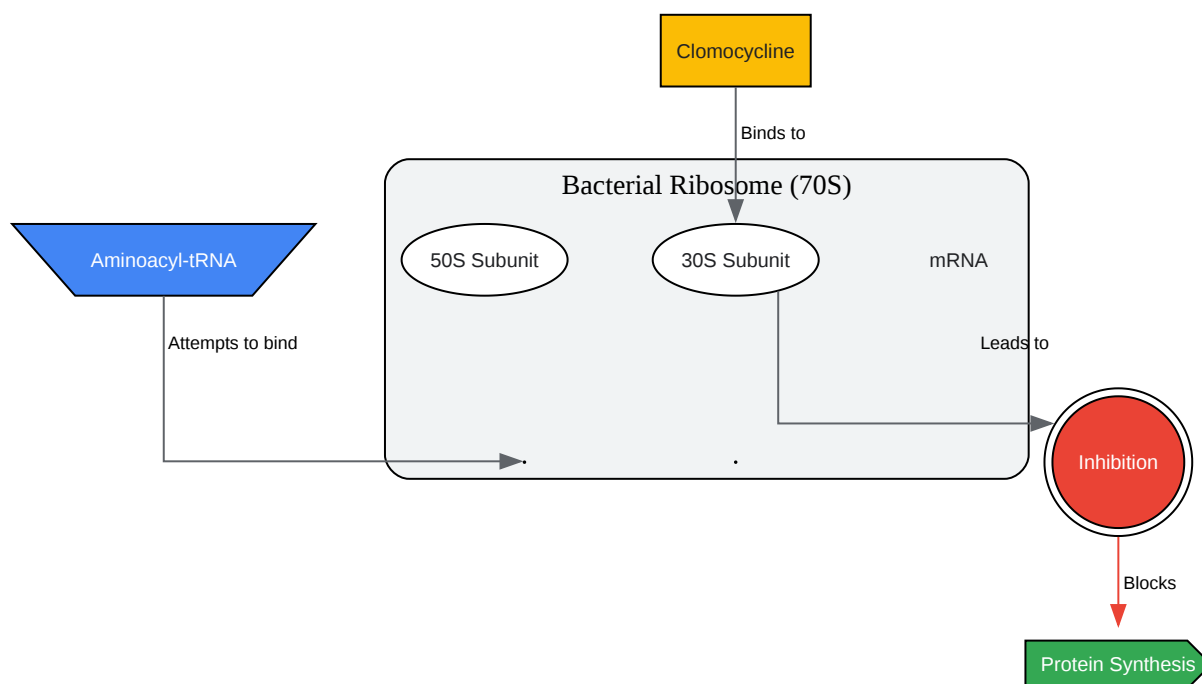 Clomocycline
Binds to
Bacterial Ribosome (70S)
Aminoacyl-tRNA
50S Subunit
30S Subunit
mRNA
Attempts to bind
Leads to
Inhibition
Blocks
Protein Synthesis